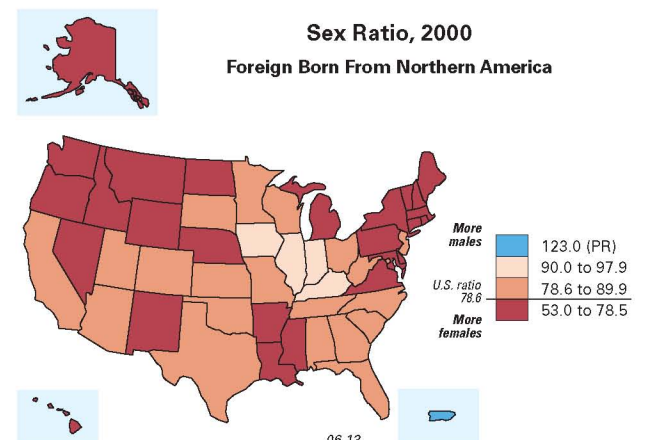 Sex Ratio, 2000
Foreign Born From Northern America
More
males
123.0 (PR)
90.0 to 97.9
U.S. ratio
78.6
78.6 to 89.9
53.0 to 78.5
More
females
06-13